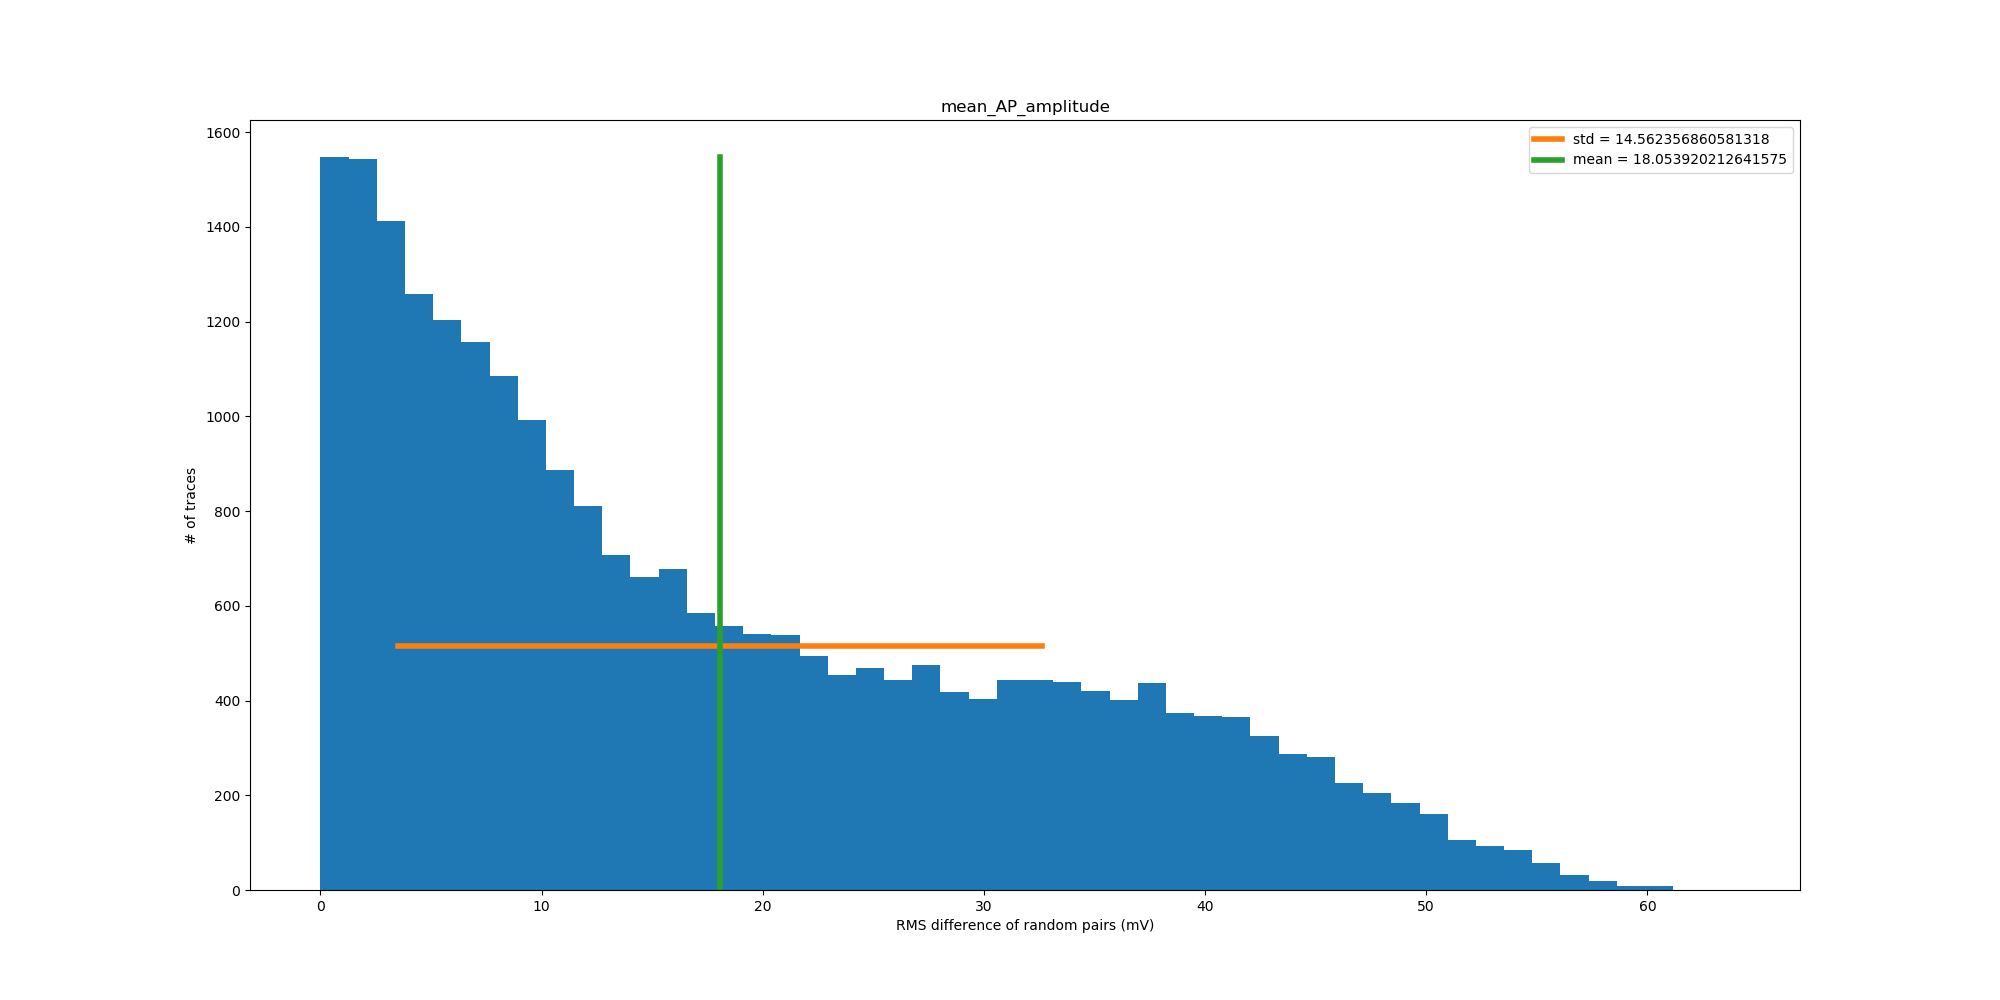 mean_AP_amplitude
std = 14.562356860581318
mean = 18.053920212641575
# of traces
1600
1400
1200
1000
800
600
400
200
0
0 10 20 30 40 50 60
RMS difference of random pairs (mV)